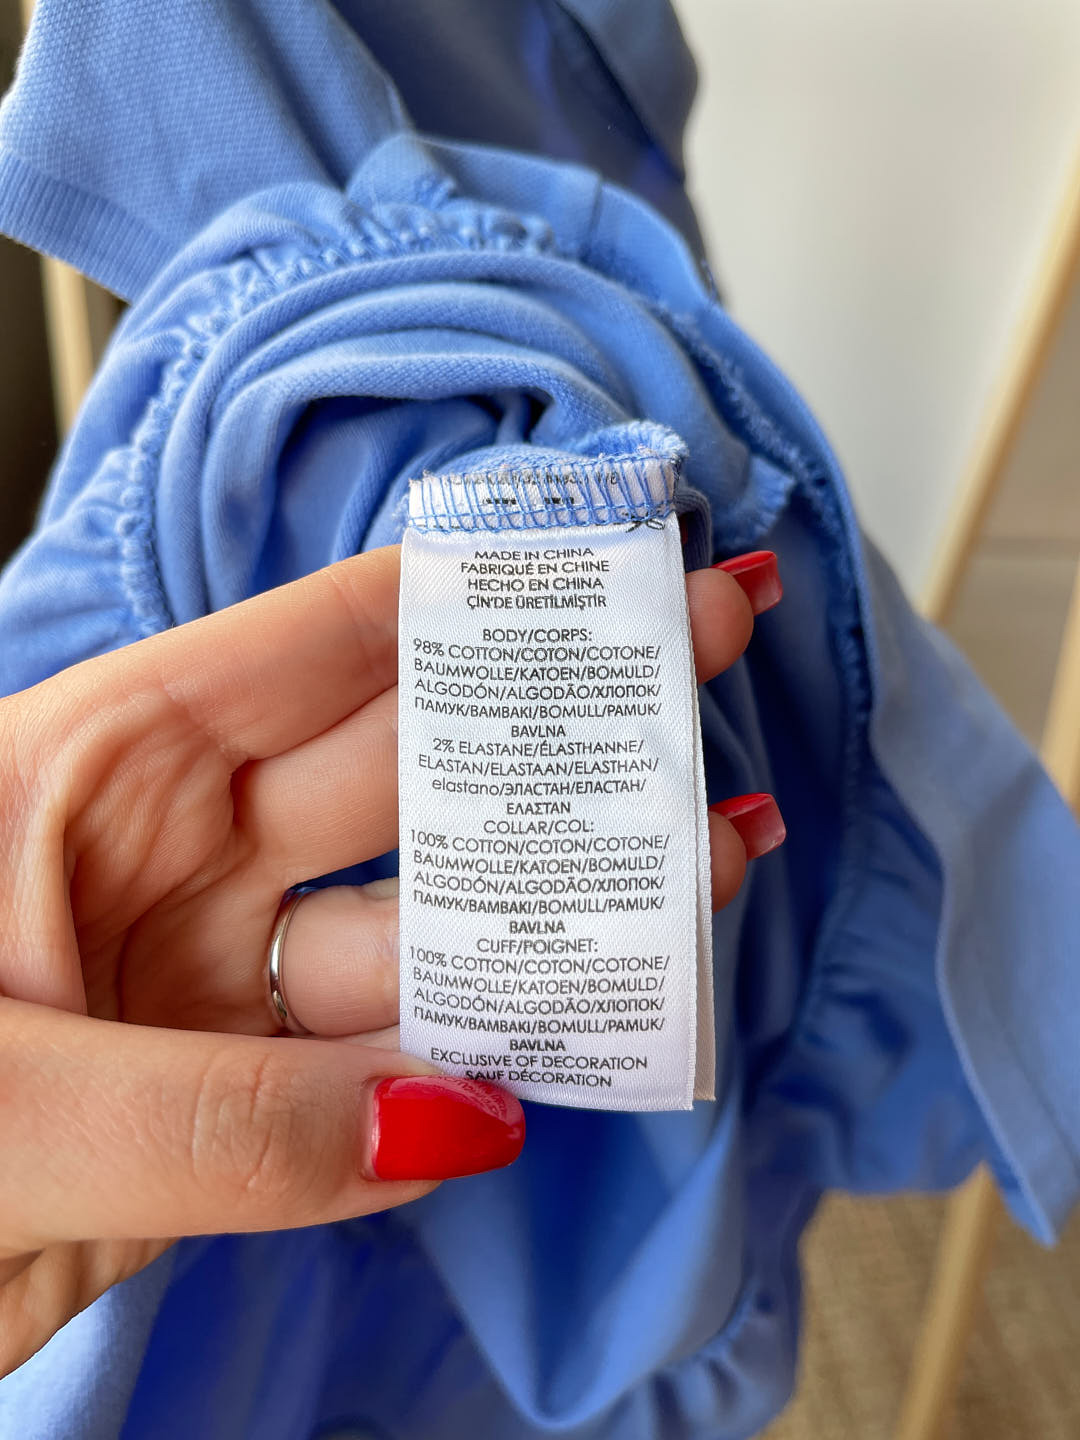 MADE IN CHINA
FABRIQUÉ EN CHINE
HECHO EN CHINA
ÇİN'DE ÜRETİLMİŞTİR
BODY/CORPS:
98% COTTON/COTON/COTONE/
BAUMWOLLE/KATOEN/BOMULD/
ALGODÓN/ALGODÃO/ХЛОПОК/
ПАМУК/ΒΑΜΒΑΚΙ/BOMULL/PAMUK/
BAVLNA
2% ELASTANE/ÉLASTHANNE/
ELASTAN/ELASTAAN/ELASTHAN/
elastano/ЭЛАСТАН/ЕЛАСТАН/
ΕΛΑΣΤΑΝ
COLLAR/COL:
100% COTTON/COTON/COTONE/
BAUMWOLLE/KATOEN/BOMULD/
ALGODÓN/ALGODÃO/ХЛОПОК/
ПАМУК/ΒΑΜΒΑΚΙ/BOMULL/PAMUK/
BAVLNA
CUFF/POIGNET:
100% COTTON/COTON/COTONE/
BAUMWOLLE/KATOEN/BOMULD/
ALGODÓN/ALGODÃO/ХЛОПОК/
ПАМУК/ΒΑΜΒΑΚΙ/BOMULL/PAMUK/
BAVLNA
EXCLUSIVE OF DECORATION
SAUF DÉCORATION